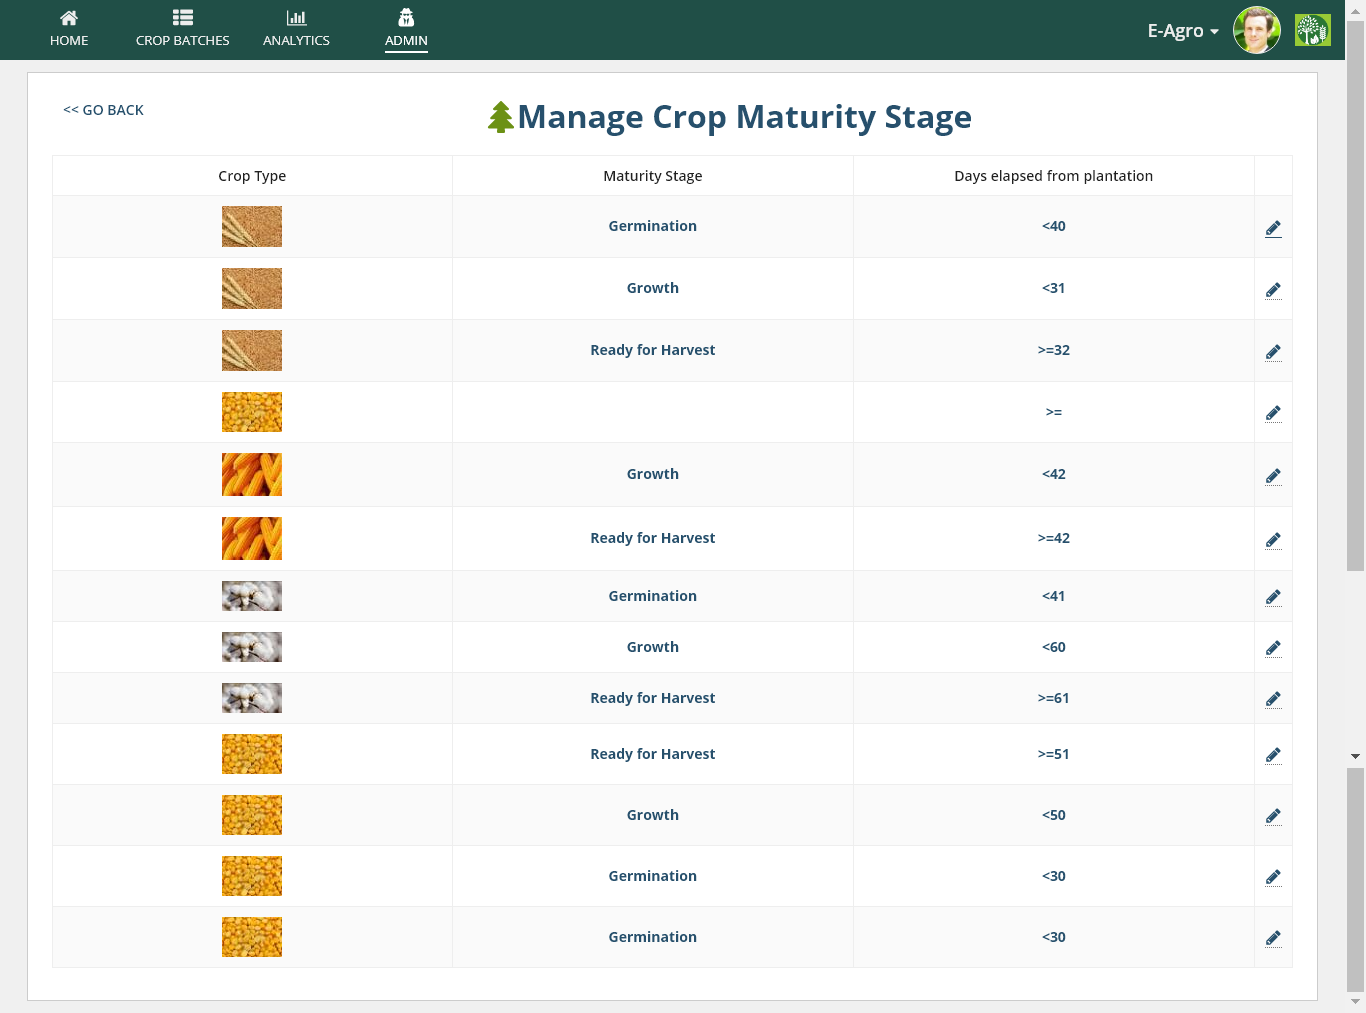 HOME
CROP BATCHES
ANALYTICS
ADMIN
E-Agro
<< GO BACK
Manage Crop Maturity Stage
Crop Type Maturity Stage Days elapsed from plantation
Germination <40
Growth <31
Ready for Harvest >=32
>=
Growth <42
Ready for Harvest >=42
Germination <41
Growth <60
Ready for Harvest >=61
Ready for Harvest >=51
Growth <50
Germination <30
Germination <30